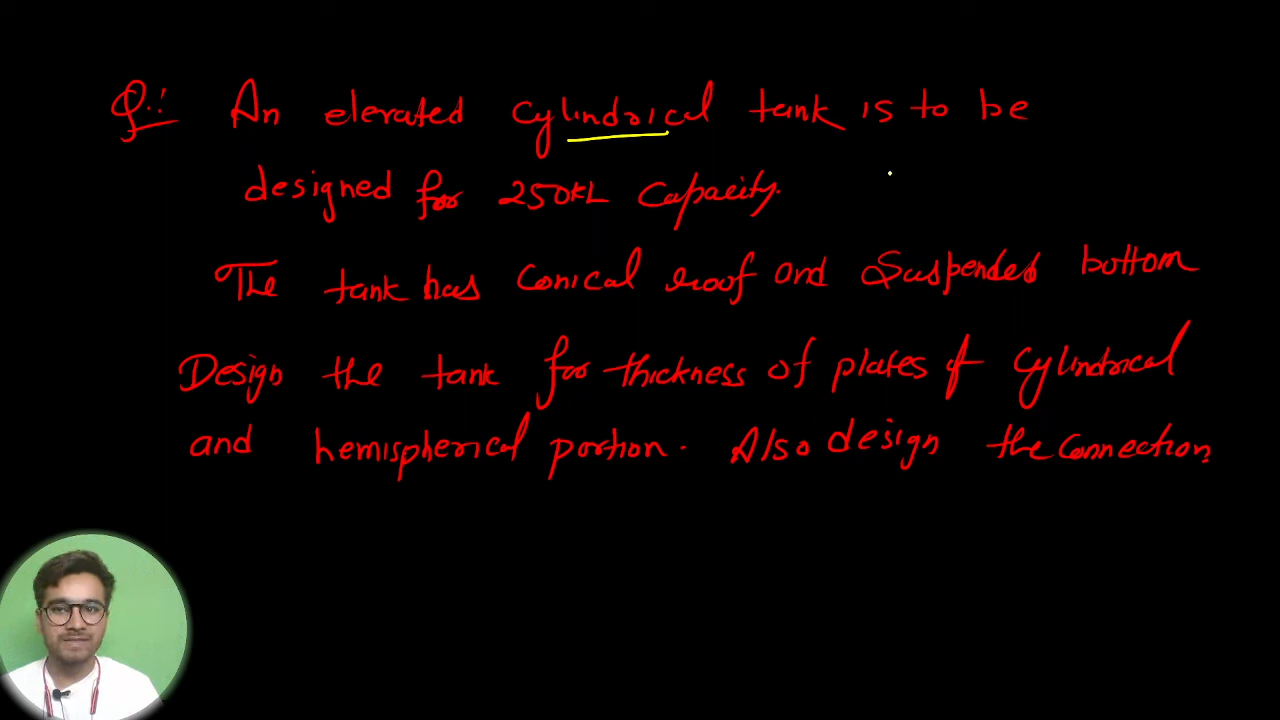 Q.: An elevated cylindrical tank is to be
designed for 250KL Capacity.
The tank has Conical roof and Suspended bottom
Design the tank for thickness of plates of Cylindrical
and hemispherical portion. Also design the Connection.